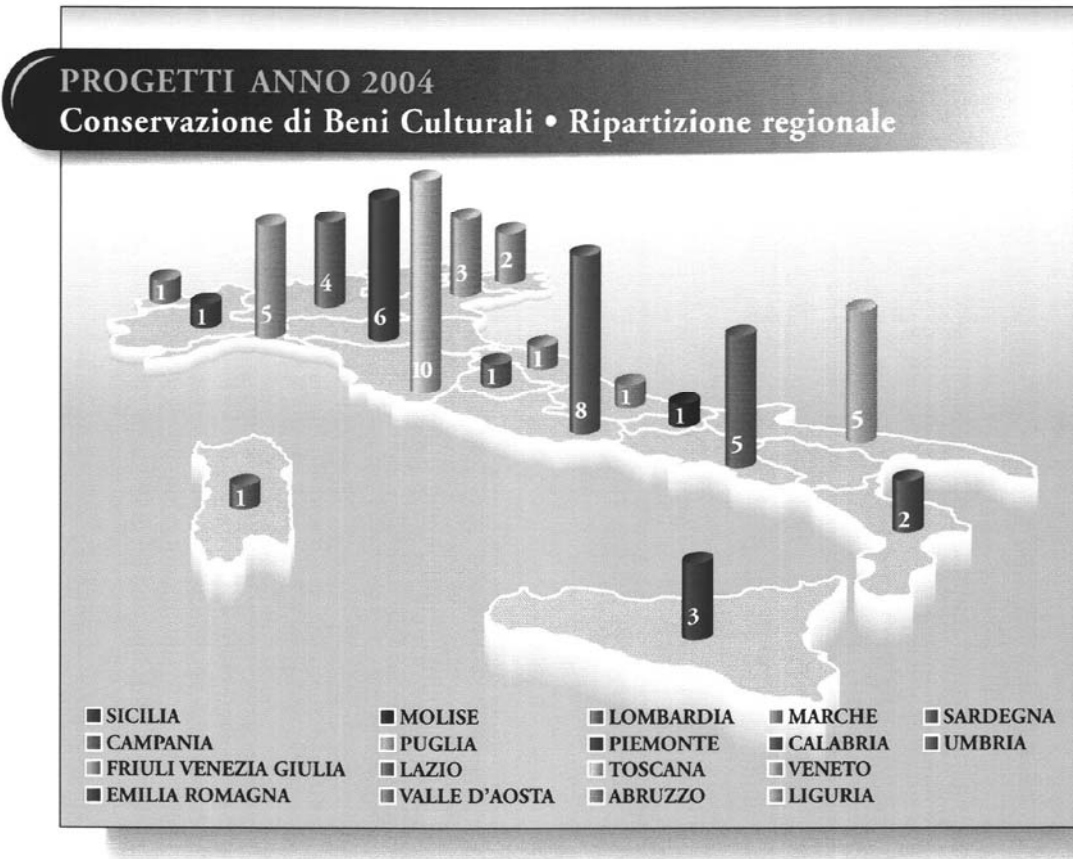 PROGETTI ANNO 2004
Conservazione di Beni Culturali • Ripartizione regionale
1
1
5
4
6
10
3
2
1
1
8
1
1
5
5
1
2
3
SICILIA
CAMPANIA
FRIULI VENEZIA GIULIA
EMILIA ROMAGNA
MOLISE
PUGLIA
LAZIO
VALLE D'AOSTA
LOMBARDIA
PIEMONTE
TOSCANA
ABRUZZO
MARCHE
CALABRIA
VENETO
LIGURIA
SARDEGNA
UMBRIA